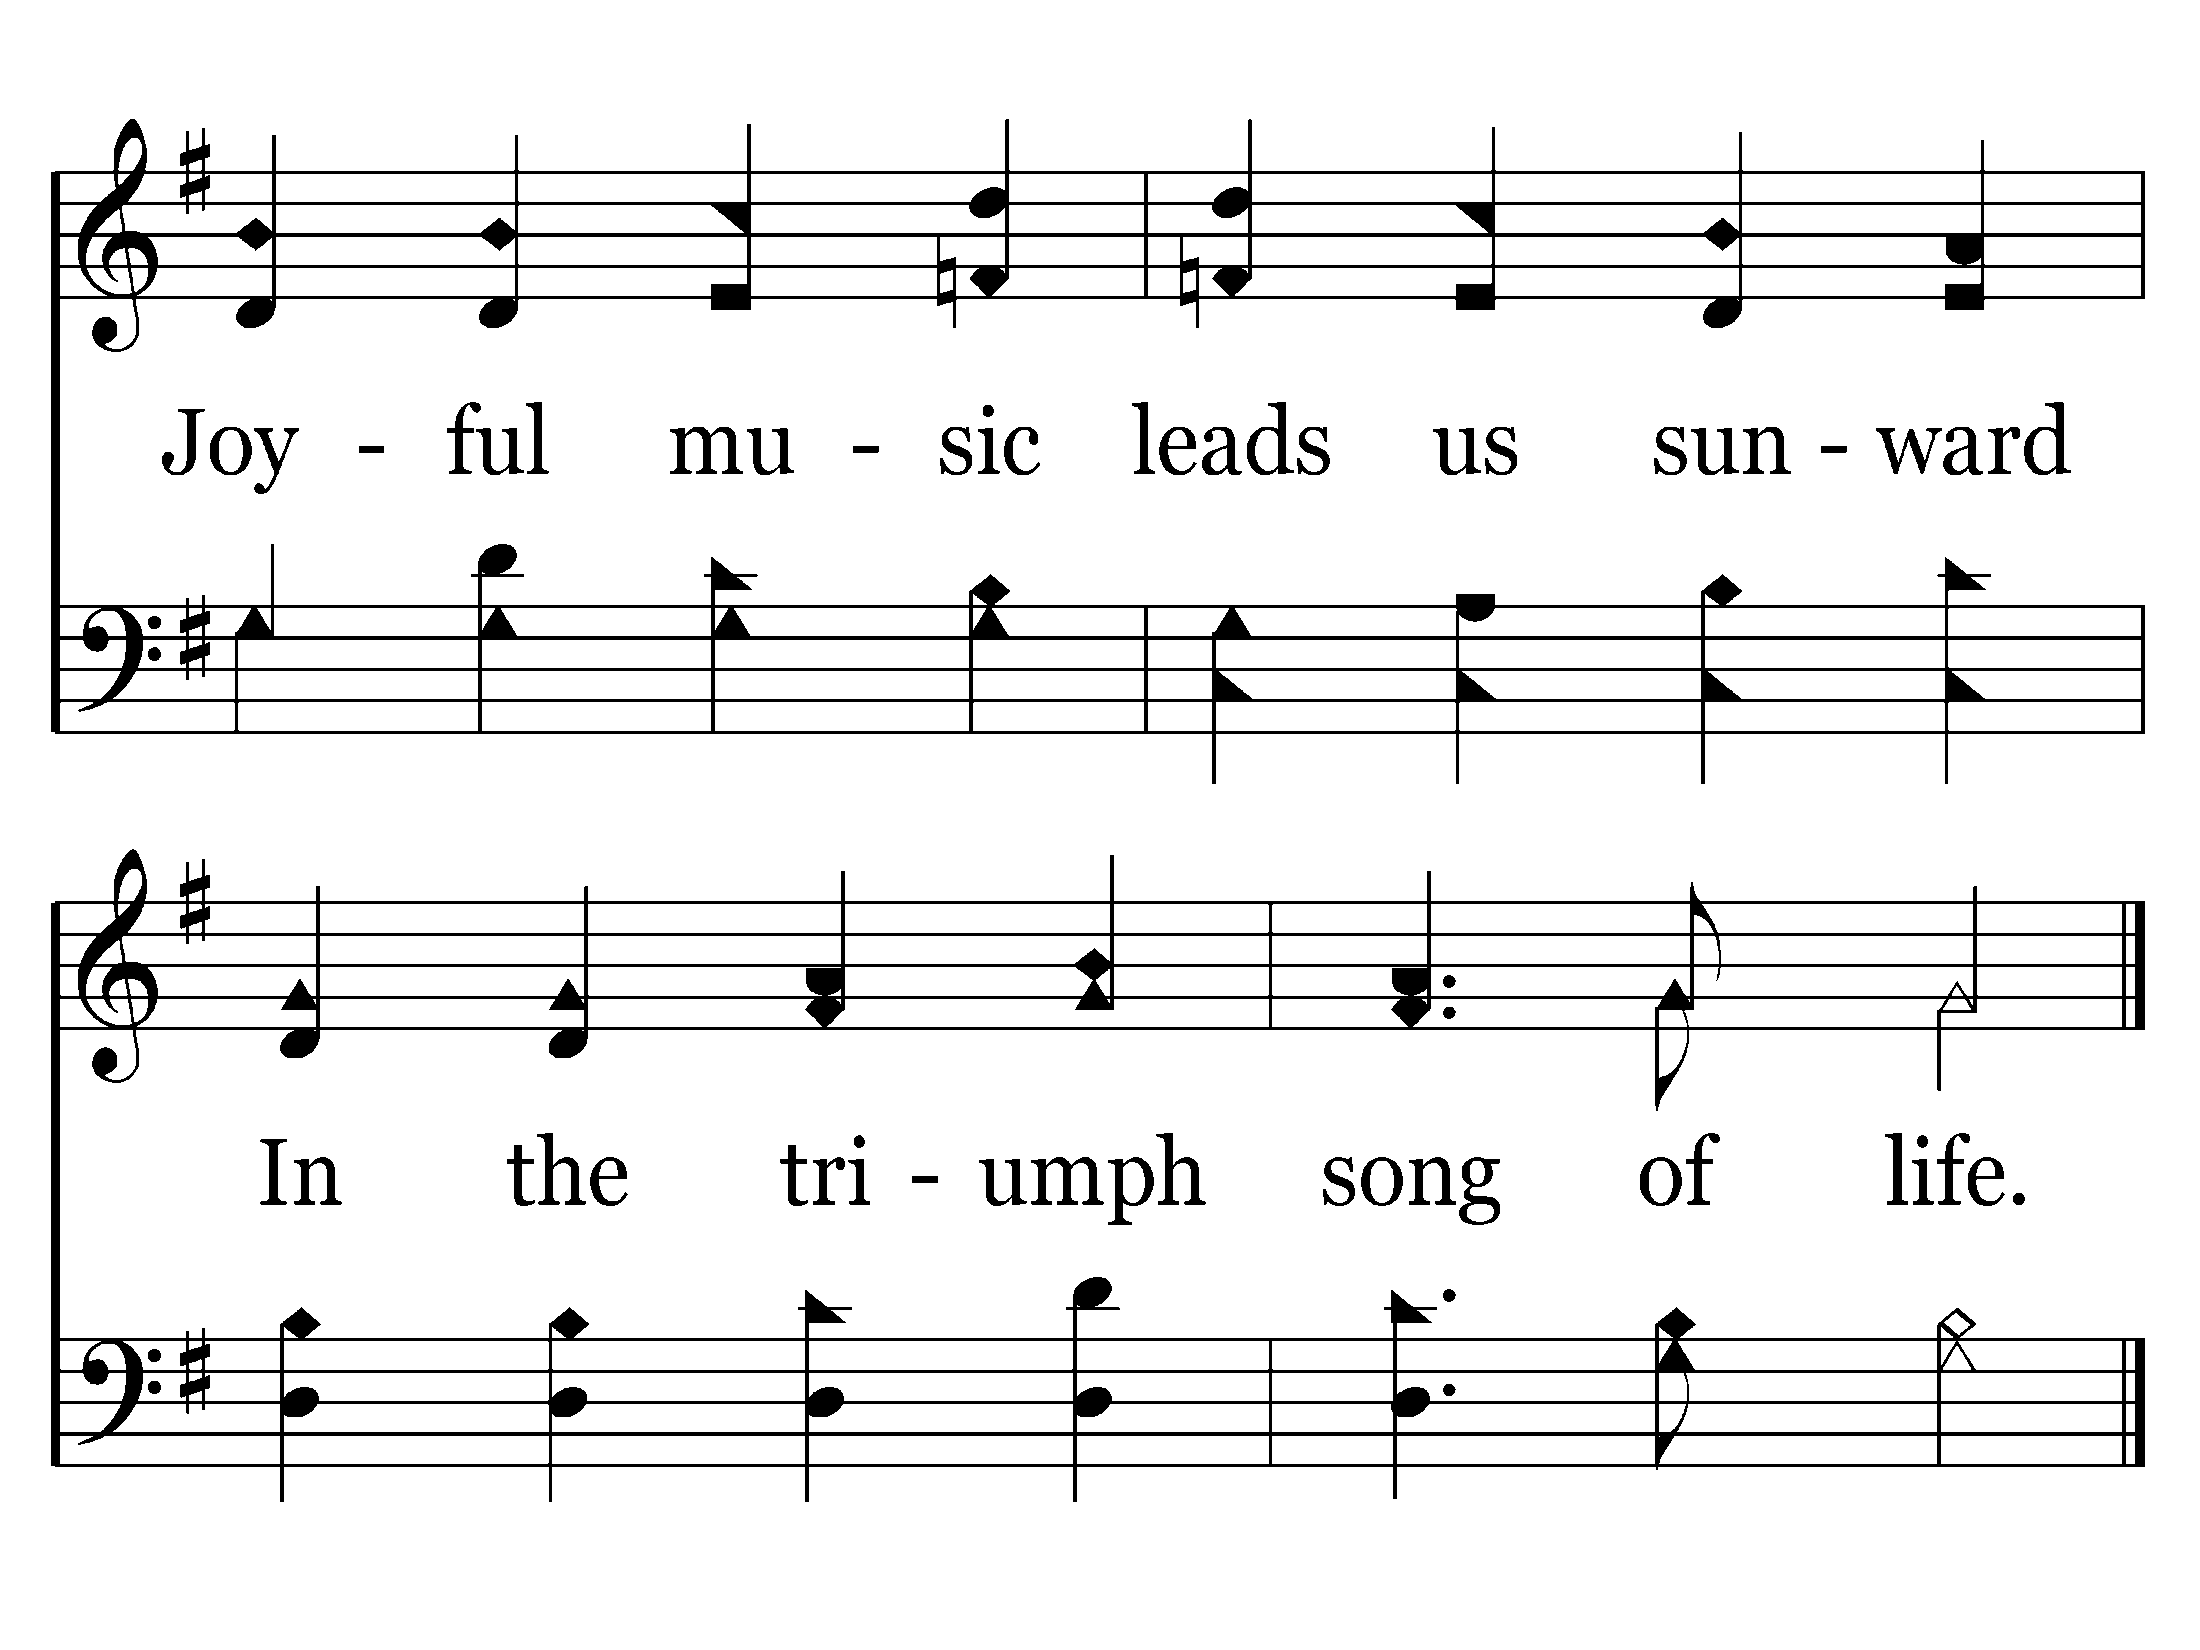 Joy - ful mu - sic leads us sun - ward
In the tri - umph song of life.